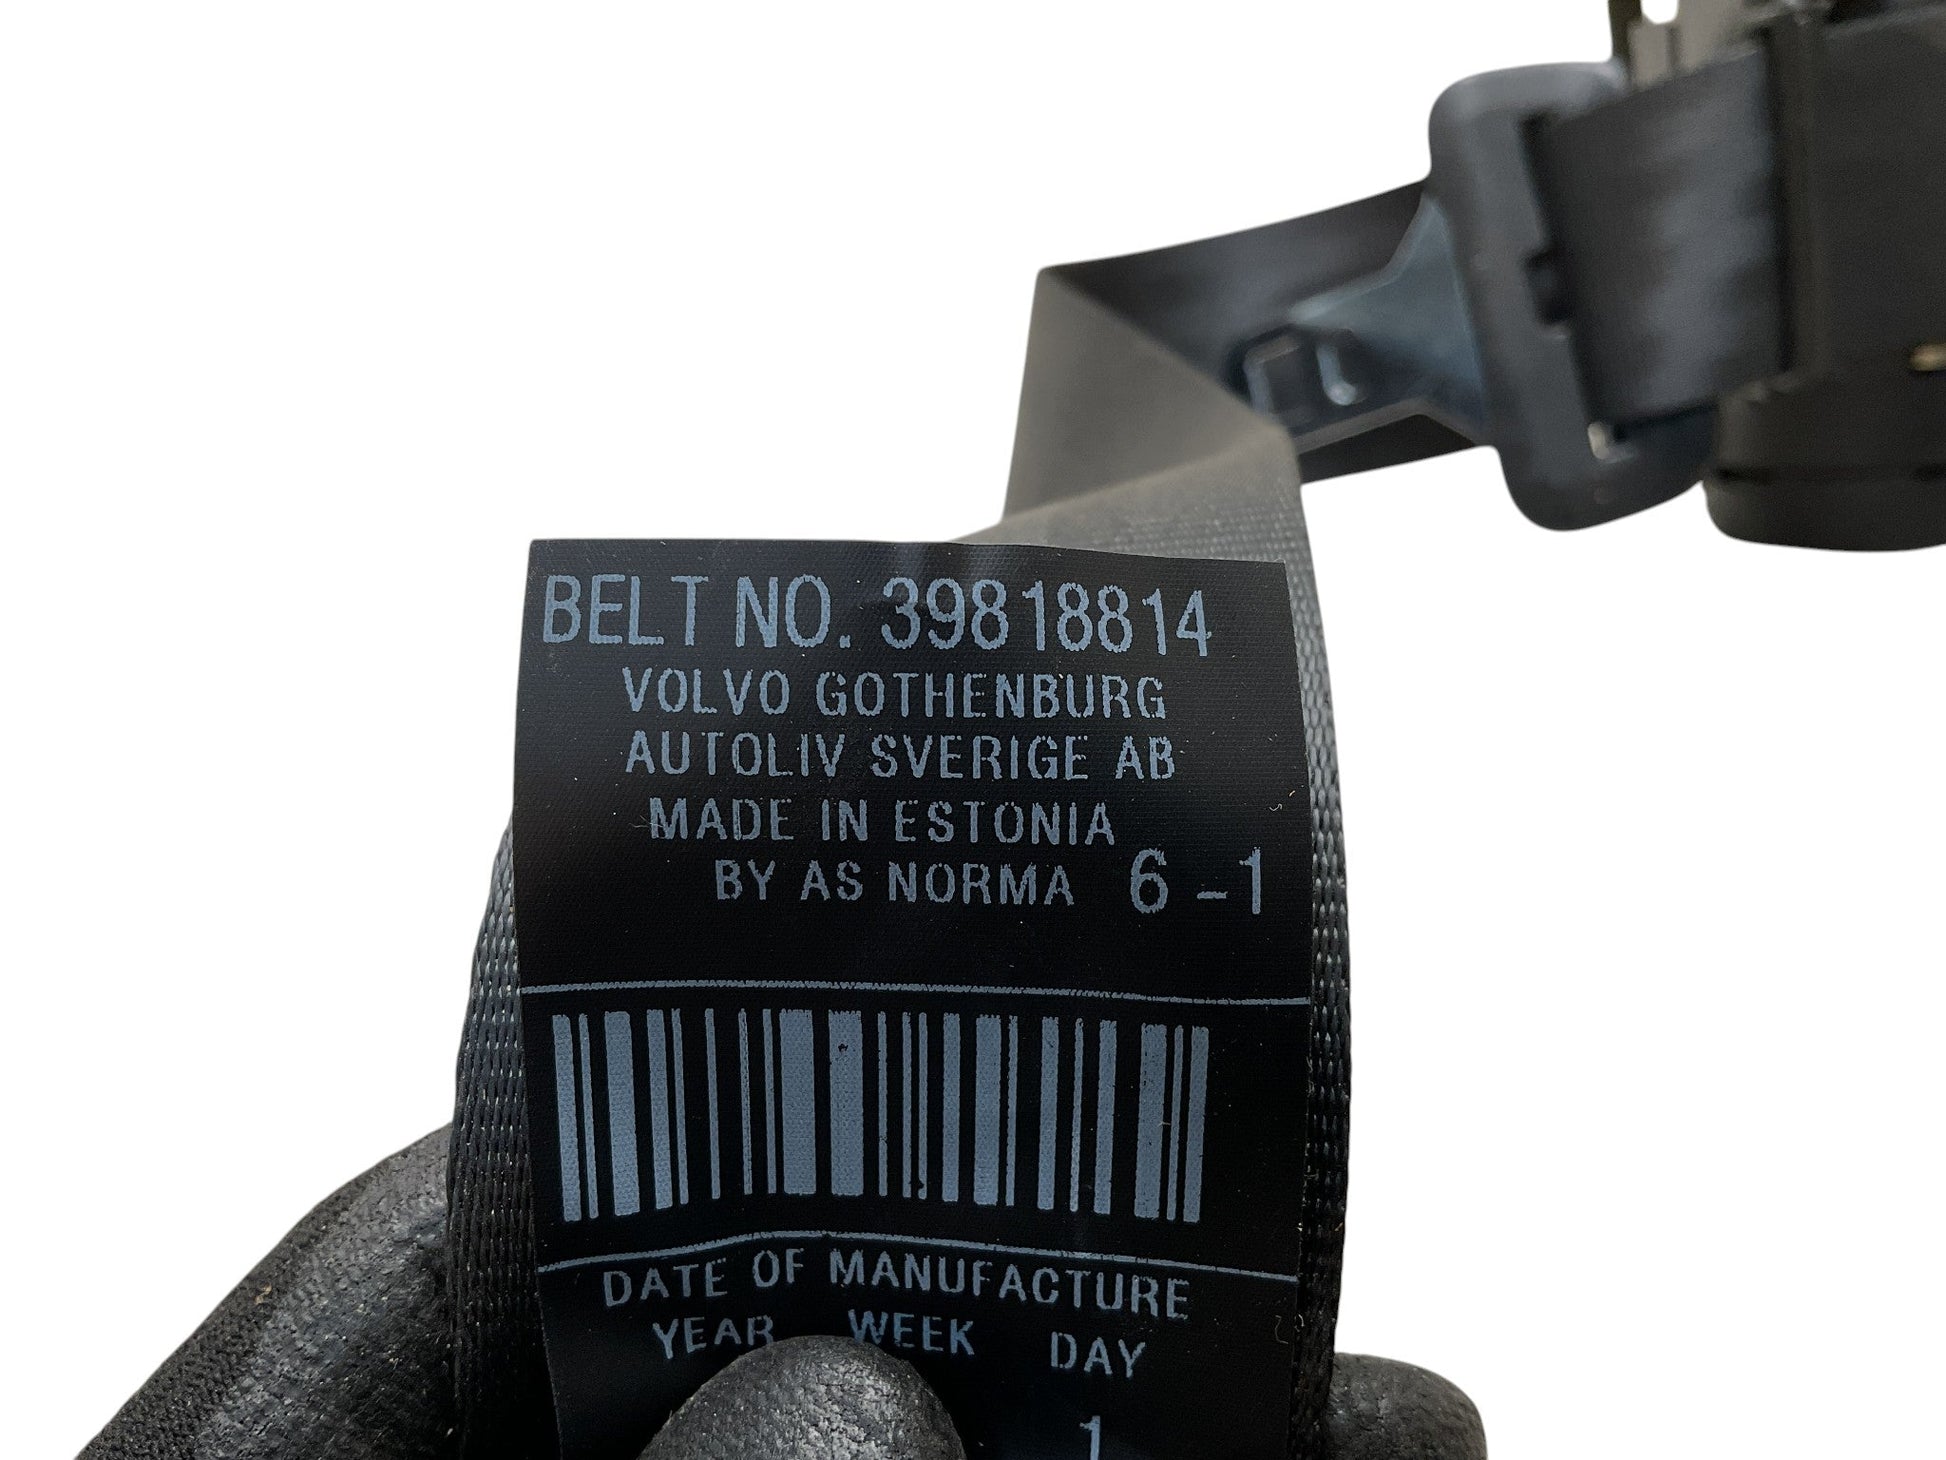 BELT NO. 39818814
VOLVO GOTHENBURG
AUTOLIV SVERIGE AB
MADE IN ESTONIA
BY AS NORMA 6 -1
DATE OF MANUFACTURE
YEAR WEEK DAY
1